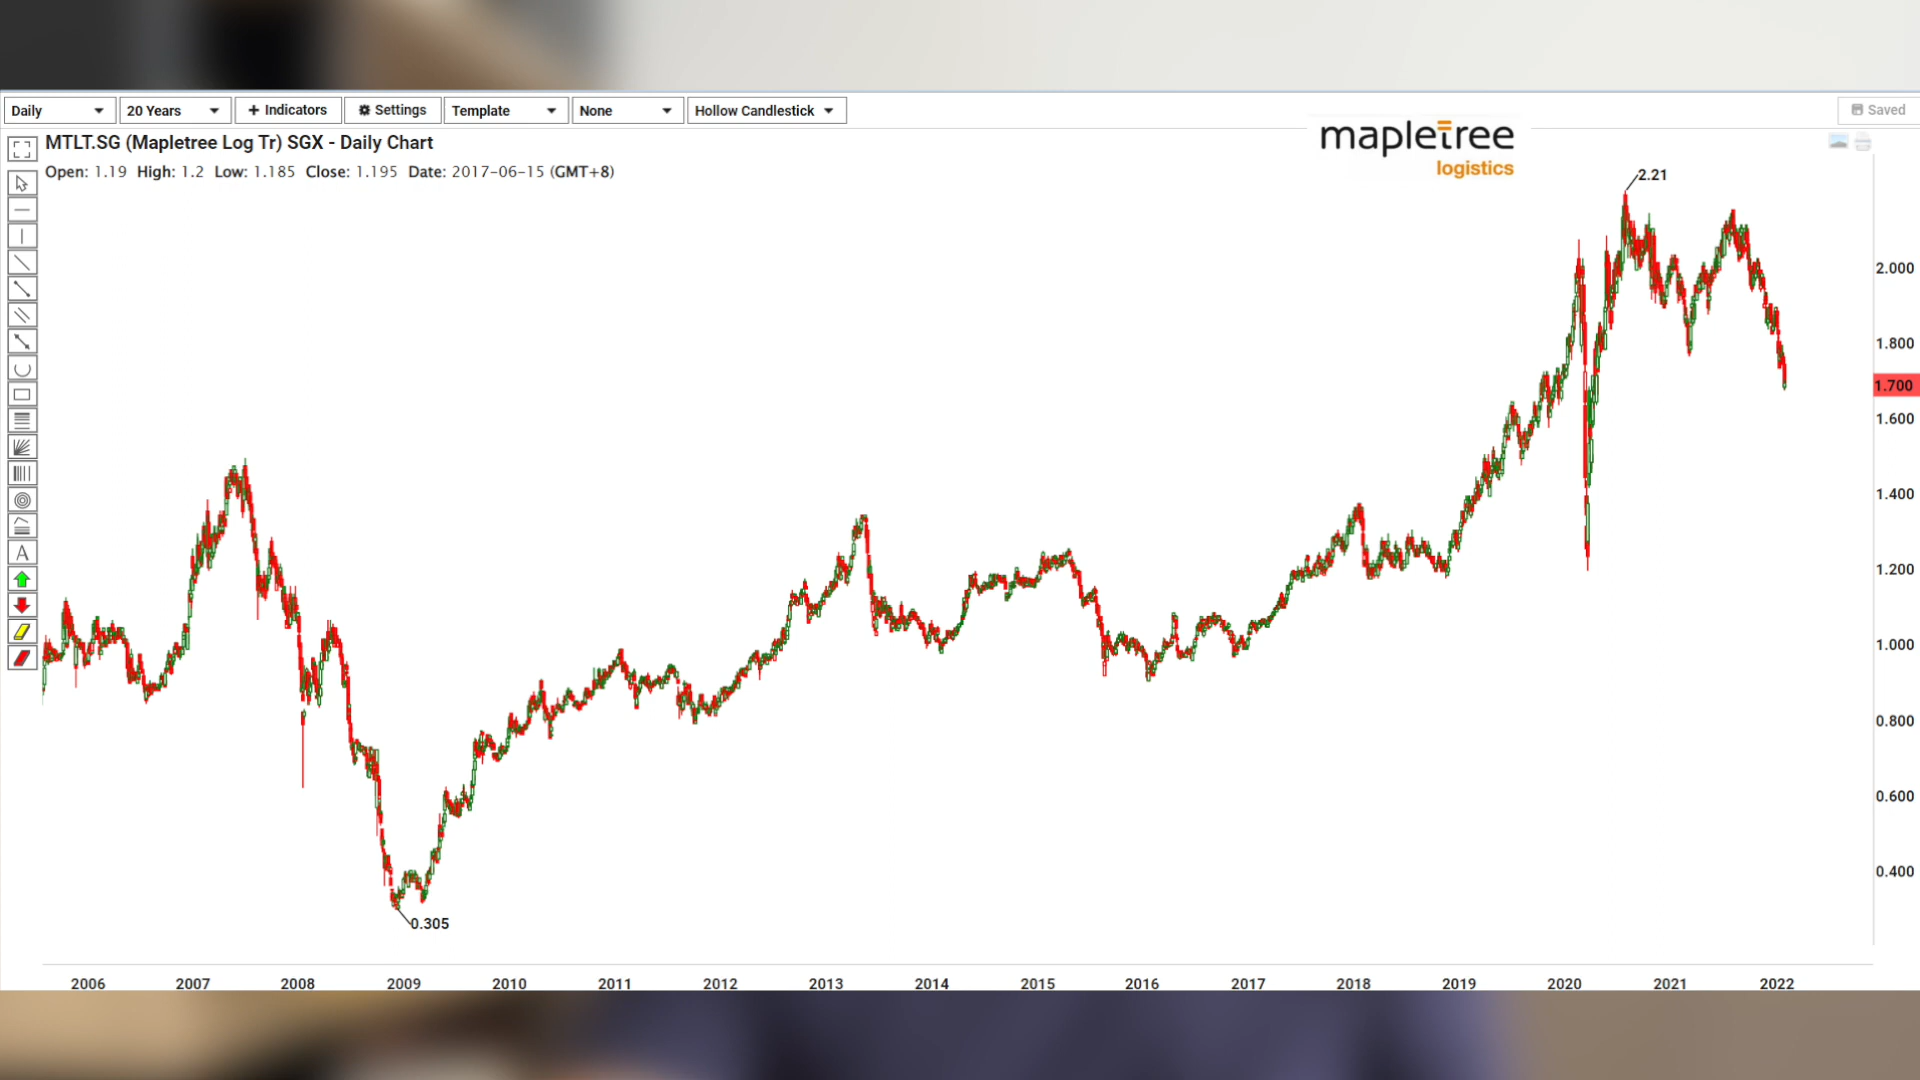 Daily 20 Years + Indicators Settings Template None Hollow Candlestick Saved
MTLT.SG (Mapletree Log Tr) SGX - Daily Chart
Open: 1.19 High: 1.2 Low: 1.185 Close: 1.195 Date: 2017-06-15 (GMT+8)
mapletree
logistics
2.21
2.000
1.800
1.700
1.600
1.400
A
1.200
1.000
0.800
0.600
0.400
0.305
2006 2007 2008 2009 2010 2011 2012 2013 2014 2015 2016 2017 2018 2019 2020 2021 2022